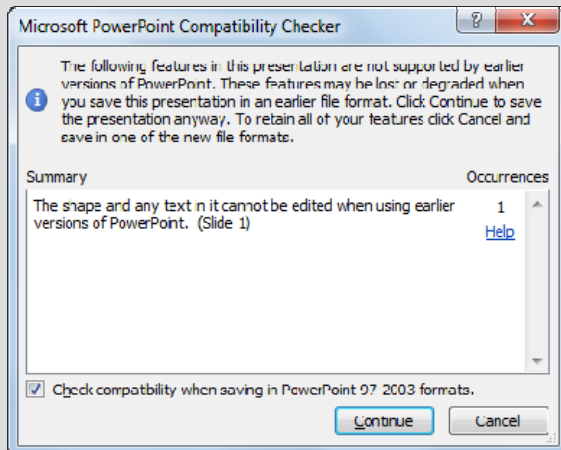 Microsoft PowerPoint Compatibility Checker
The following features in this presentation are not supported by earlier
versions of PowerPoint. These features may be lost or degraded when
you save this presentation in an earlier file format. Click Continue to save
the presentation anyway. To retain all of your features click Cancel and
save in one of the new file formats.
Summary Occurrences
The shape and any text in it cannot be edited when using earlier 1
versions of PowerPoint. (Slide 1)
Help
Check compatibility when saving in PowerPoint 97-2003 formats.
Continue Cancel